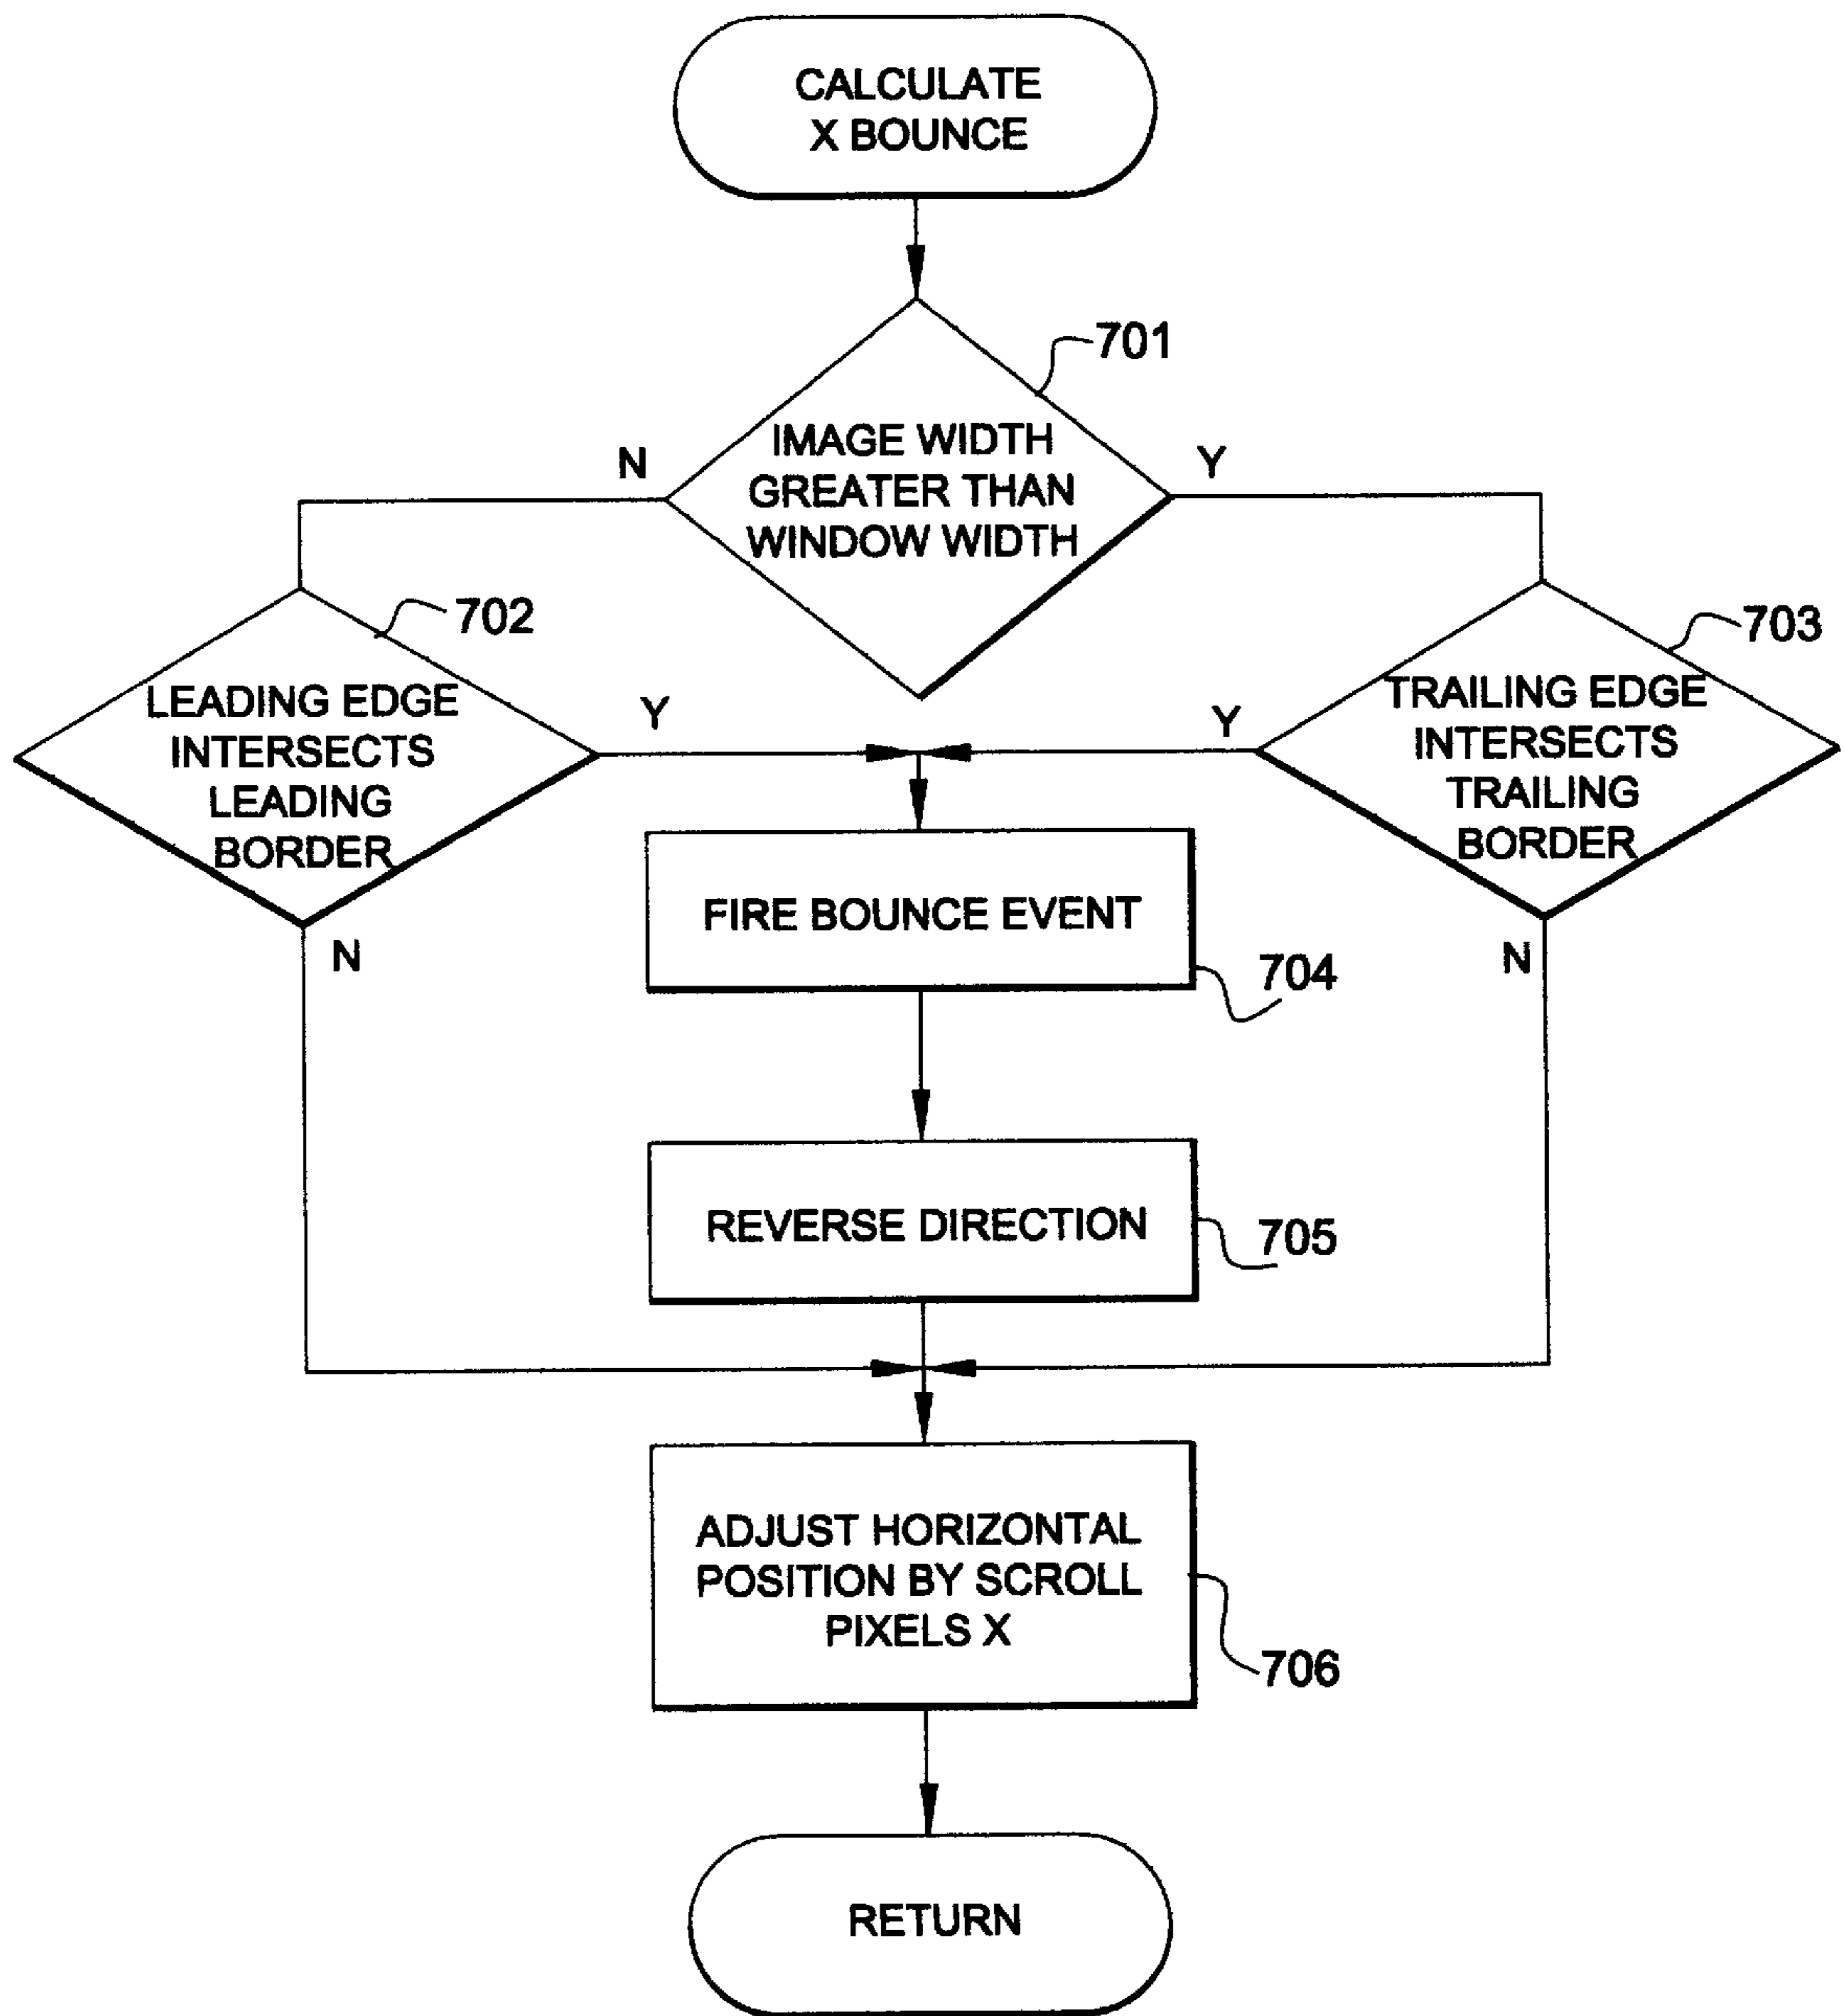 CALCULATE
X BOUNCE
701
IMAGE WIDTH
GREATER THAN
WINDOW WIDTH
N
Y
702
LEADING EDGE
INTERSECTS
LEADING
BORDER
Y
N
703
TRAILING EDGE
INTERSECTS
TRAILING
BORDER
Y
N
FIRE BOUNCE EVENT
704
REVERSE DIRECTION
705
ADJUST HORIZONTAL
POSITION BY SCROLL
PIXELS X
706
RETURN